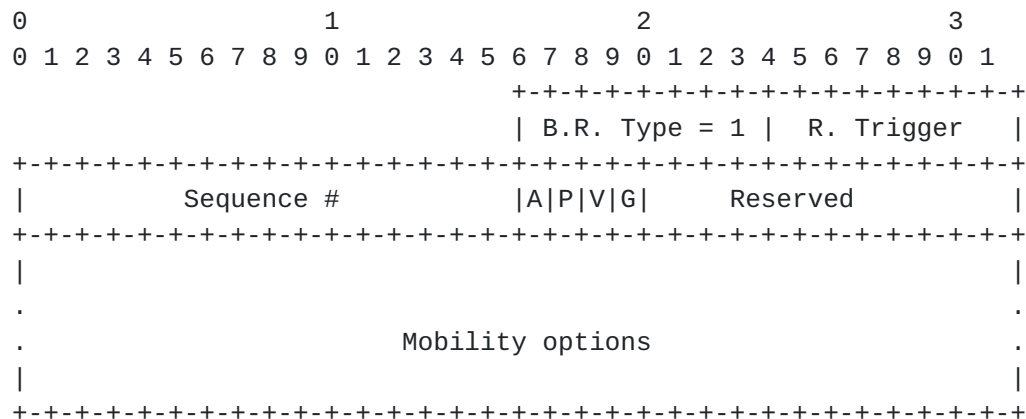 0                   1                   2                   3
0 1 2 3 4 5 6 7 8 9 0 1 2 3 4 5 6 7 8 9 0 1 2 3 4 5 6 7 8 9 0 1
                                +-+-+-+-+-+-+-+-+-+-+-+-+-+-+-+-+
                                | B.R. Type = 1 |  R. Trigger   |
+-+-+-+-+-+-+-+-+-+-+-+-+-+-+-+-+-+-+-+-+-+-+-+-+-+-+-+-+-+-+-+-+
|          Sequence #           |A|P|V|G|     Reserved          |
+-+-+-+-+-+-+-+-+-+-+-+-+-+-+-+-+-+-+-+-+-+-+-+-+-+-+-+-+-+-+-+-+
|                                                               |
.                                                               .
.                        Mobility options                       .
|                                                               |
+-+-+-+-+-+-+-+-+-+-+-+-+-+-+-+-+-+-+-+-+-+-+-+-+-+-+-+-+-+-+-+-+